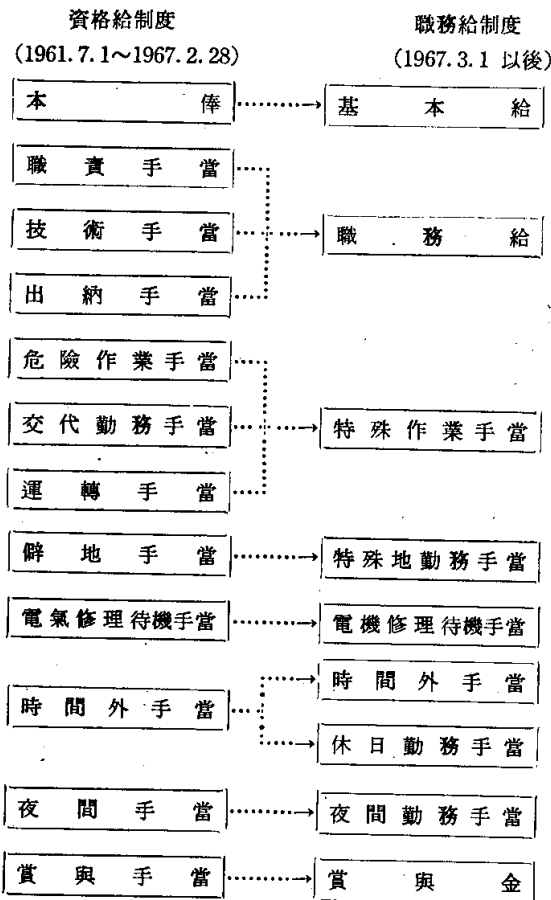 資格給制度
職務給制度
(1961.7.1～1967.2.28)
(1967.3.1 以後)
本俸
基本給
職責手當
技術手當
職務給
出納手當
危險作業手當
交代勤務手當
特殊作業手當
運轉手當
僻地手當
特殊地勤務手當
電氣修理待機手當
電機修理待機手當
時間外手當
時間外手當
休日勤務手當
夜間手當
夜間勤務手當
賞與手當
賞與金